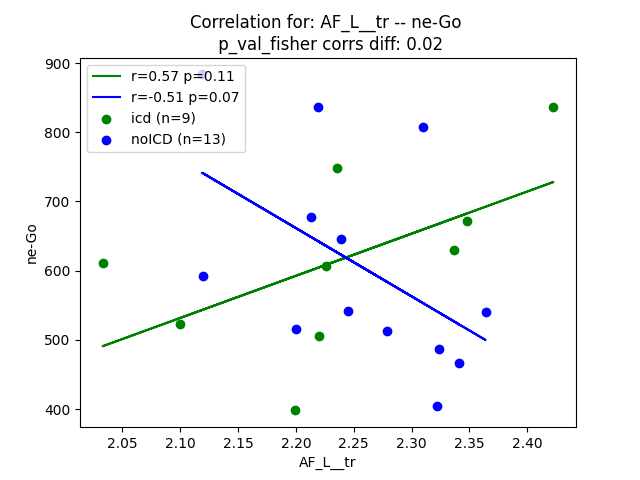 Correlation for: AF_L__tr -- ne-Go
p_val_fisher corrs diff: 0.02
r=0.57 p=0.11
r=-0.51 p=0.07
icd (n=9)
noICD (n=13)
900
800
700
600
500
400
ne-Go
2.05 2.10 2.15 2.20 2.25 2.30 2.35 2.40
AF_L__tr